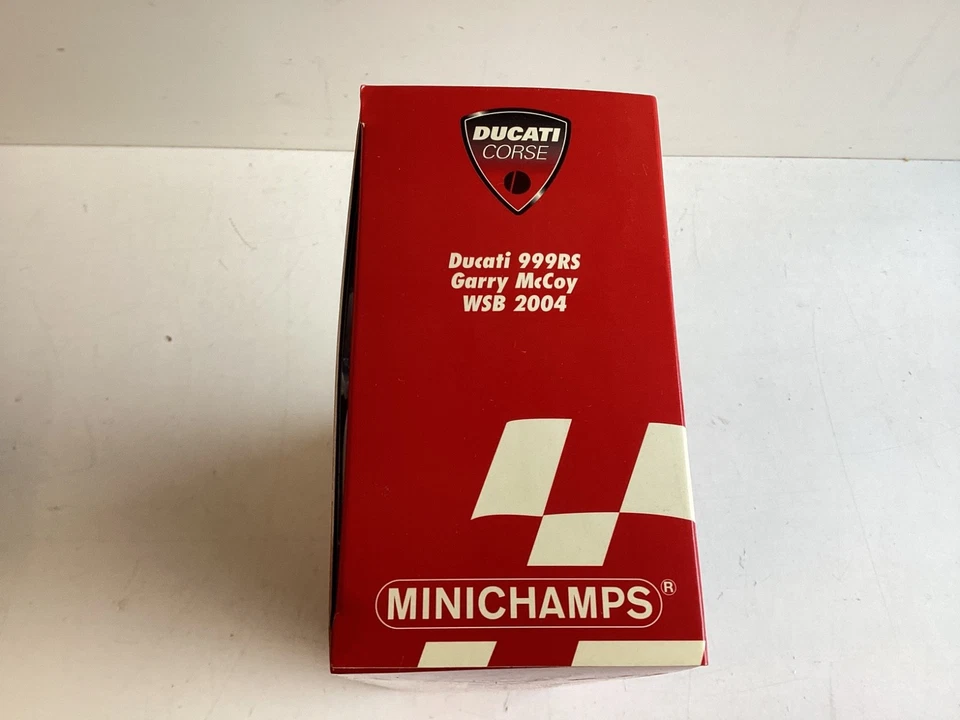 DUCATI
CORSE
Ducati 999RS
Garry McCoy
WSB 2004
MINICHAMPS®